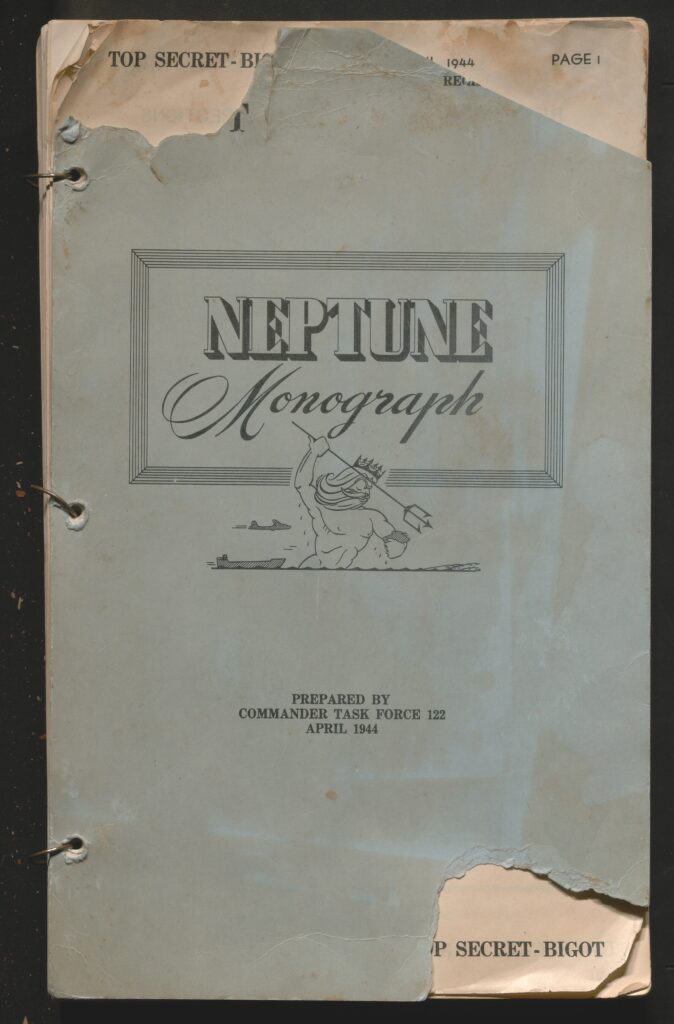 TOP SECRET-BI
1944
PAGE 1
T
NEPTUNE
Monograph
PREPARED BY
COMMANDER TASK FORCE 122
APRIL 1944
P SECRET-BIGOT